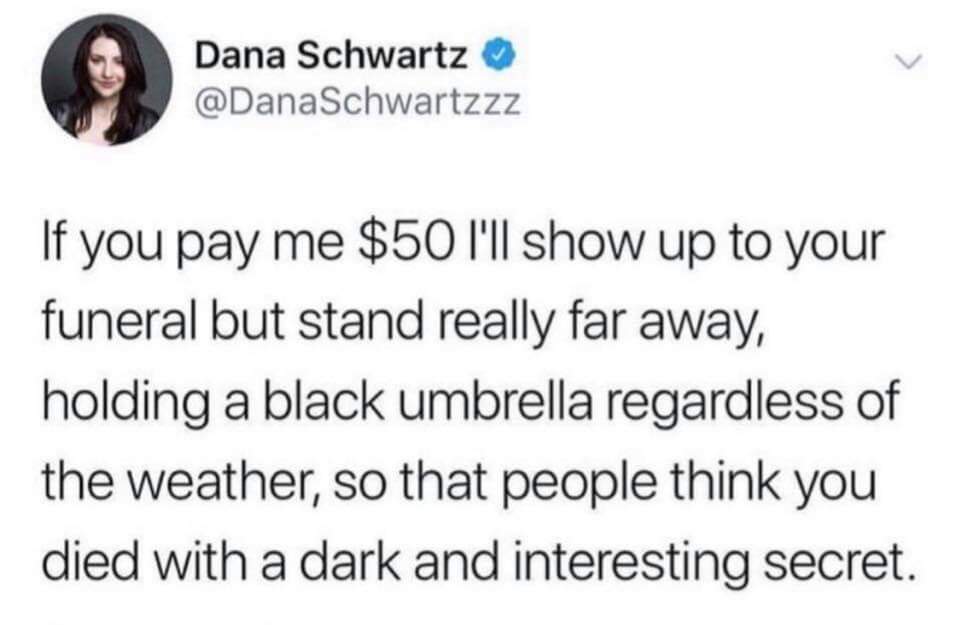 Dana Schwartz
@DanaSchwartzzz
If you pay me $50 I'll show up to your
funeral but stand really far away,
holding a black umbrella regardless of
the weather, so that people think you
died with a dark and interesting secret.